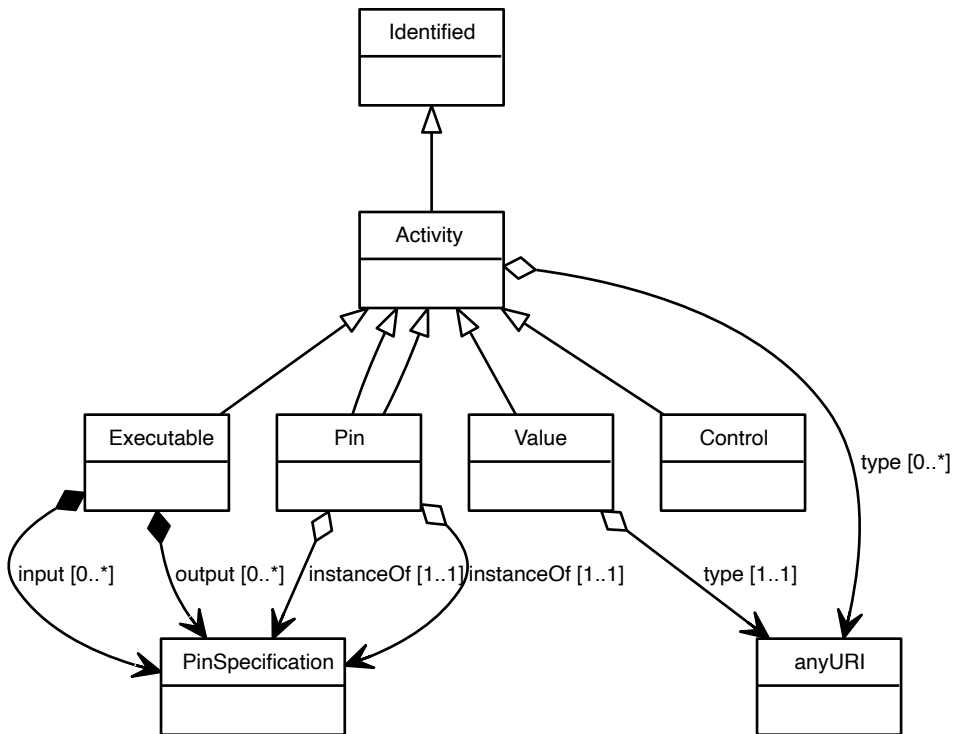 Identified
Activity
Executable
Pin
Value
Control
type [0..*]
input [0..*]
output [0..*]
instanceOf [1..1]
instanceOf [1..1]
type [1..1]
PinSpecification
anyURI